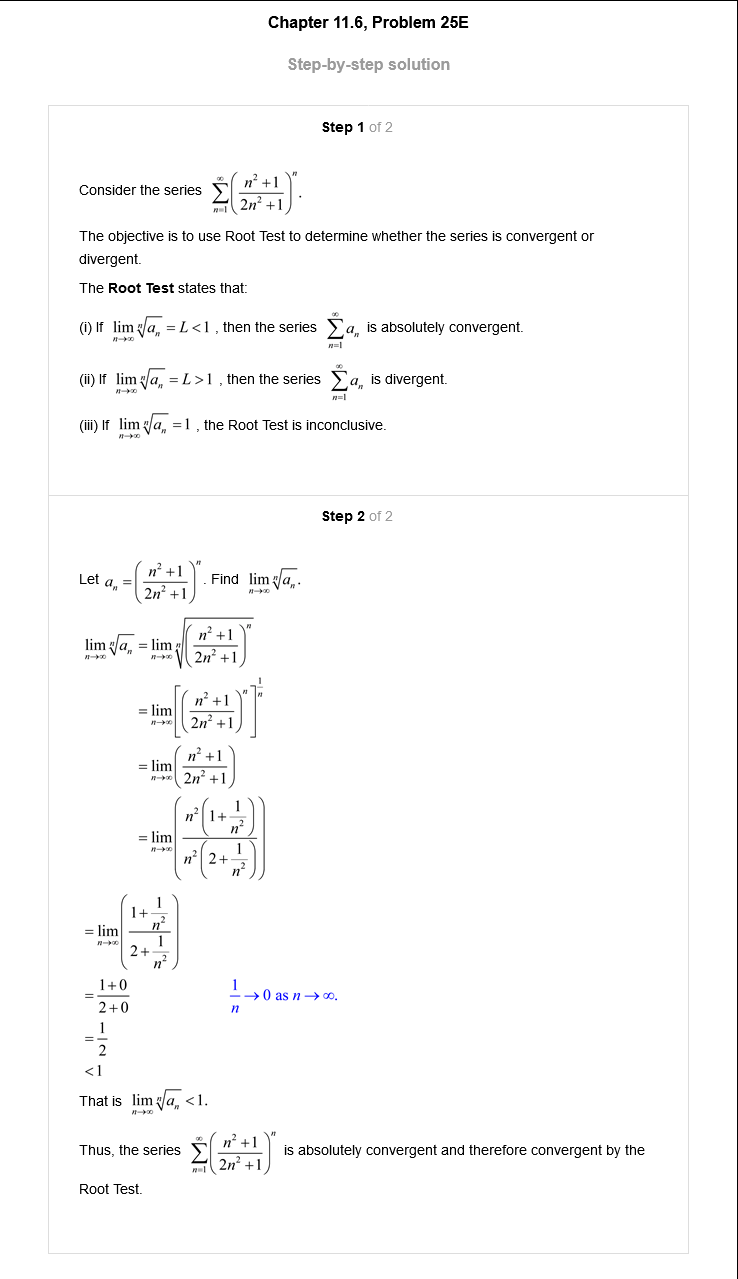 Chapter 11.6, Problem 25E
Step-by-step solution
Step 1 of 2
Consider the series $\sum_{n=1}^{\infty}\left(\frac{n^2+1}{2n^2+1}\right)^n$.
The objective is to use Root Test to determine whether the series is convergent or
divergent.
The Root Test states that:
(i) If $\lim_{n\to\infty}\sqrt[n]{a_n}=L<1$, then the series $\sum_{n=1}^{\infty}a_n$ is absolutely convergent.
(ii) If $\lim_{n\to\infty}\sqrt[n]{a_n}=L>1$, then the series $\sum_{n=1}^{\infty}a_n$ is divergent.
(iii) If $\lim_{n\to\infty}\sqrt[n]{a_n}=1$, the Root Test is inconclusive.
Step 2 of 2
Let $a_n=\left(\frac{n^2+1}{2n^2+1}\right)^n$. Find $\lim_{n\to\infty}\sqrt[n]{a_n}$.
$\lim_{n\to\infty}\sqrt[n]{a_n}=\lim_{n\to\infty}\sqrt[n]{\left(\frac{n^2+1}{2n^2+1}\right)^n}$
$=\lim_{n\to\infty}\left[\left(\frac{n^2+1}{2n^2+1}\right)^n\right]^{\frac{1}{n}}$
$=\lim_{n\to\infty}\left(\frac{n^2+1}{2n^2+1}\right)$
$=\lim_{n\to\infty}\left(\frac{n^2\left(1+\frac{1}{n^2}\right)}{n^2\left(2+\frac{1}{n^2}\right)}\right)$
$=\lim_{n\to\infty}\left(\frac{1+\frac{1}{n^2}}{2+\frac{1}{n^2}}\right)$
$=\frac{1+0}{2+0}$ $\frac{1}{n}\to 0$ as $n\to\infty$.
$=\frac{1}{2}$
$<1$
That is $\lim_{n\to\infty}\sqrt[n]{a_n}<1$.
Thus, the series $\sum_{n=1}^{\infty}\left(\frac{n^2+1}{2n^2+1}\right)^n$ is absolutely convergent and therefore convergent by the
Root Test.